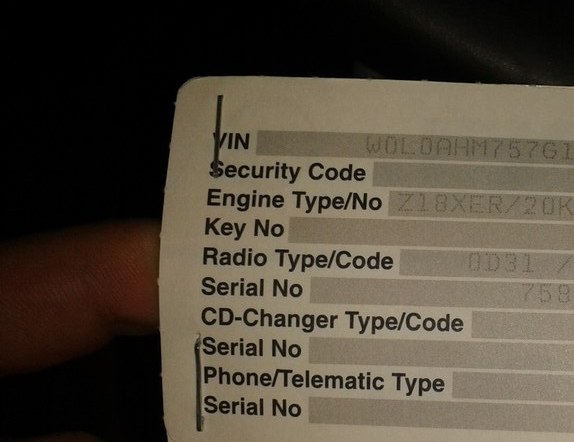 VIN W0L0AHM757G1
Security Code
Engine Type/No Z18XER/20K
Key No
Radio Type/Code 0D31 /
Serial No 758
CD-Changer Type/Code
Serial No
Phone/Telematic Type
Serial No